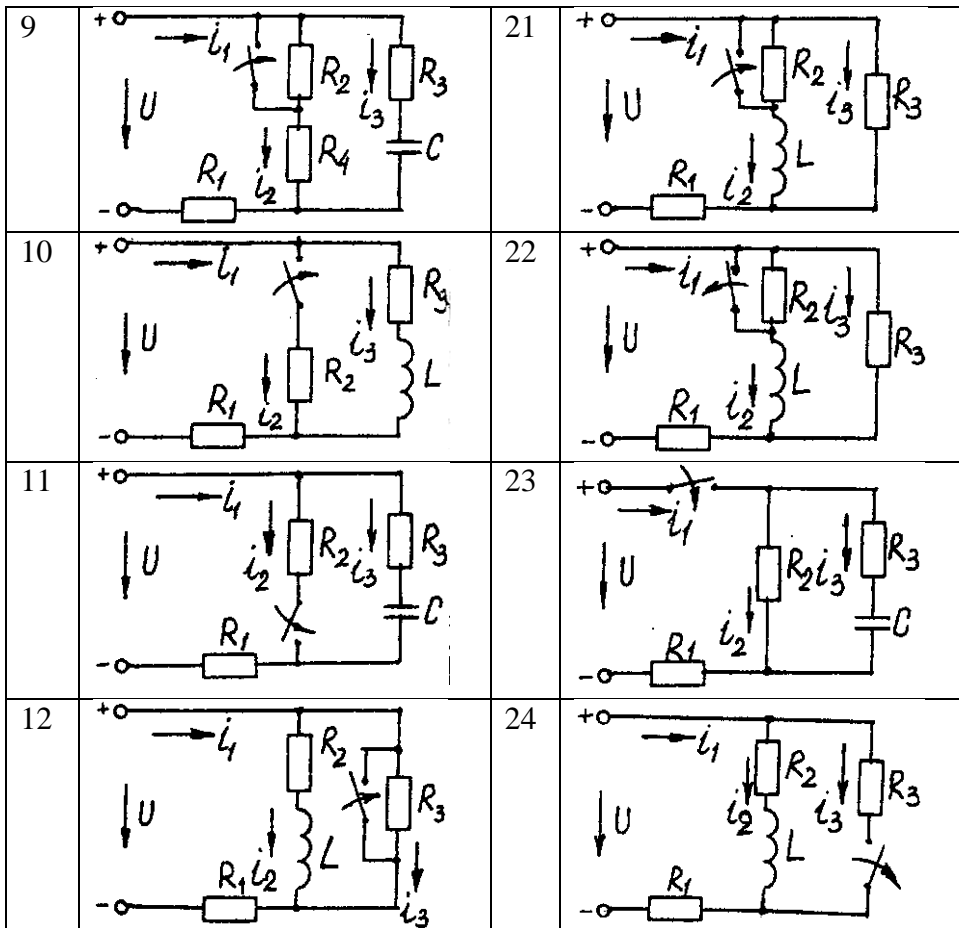 9
+ i₁ R₂ i₃ R₃
U i₂ R₄ C
- R₁
21
+ i₁ R₂ i₃ R₃
U i₂ L
- R₁
10
+ i₁ R₃
U i₂ R₂ i₃ L
- R₁
22
+ i₁ R₂ i₃ R₃
U i₂ L
- R₁
11
+ i₁
U i₂ R₂ i₃ R₃
C
- R₁
23
+ i₁
U R₂ i₃ R₃
i₂ C
- R₁
12
+ i₁ R₂ R₃
U i₂ L
- R₁ i₃
24
+ i₁ R₂ R₃
U i₂ i₃
L
- R₁